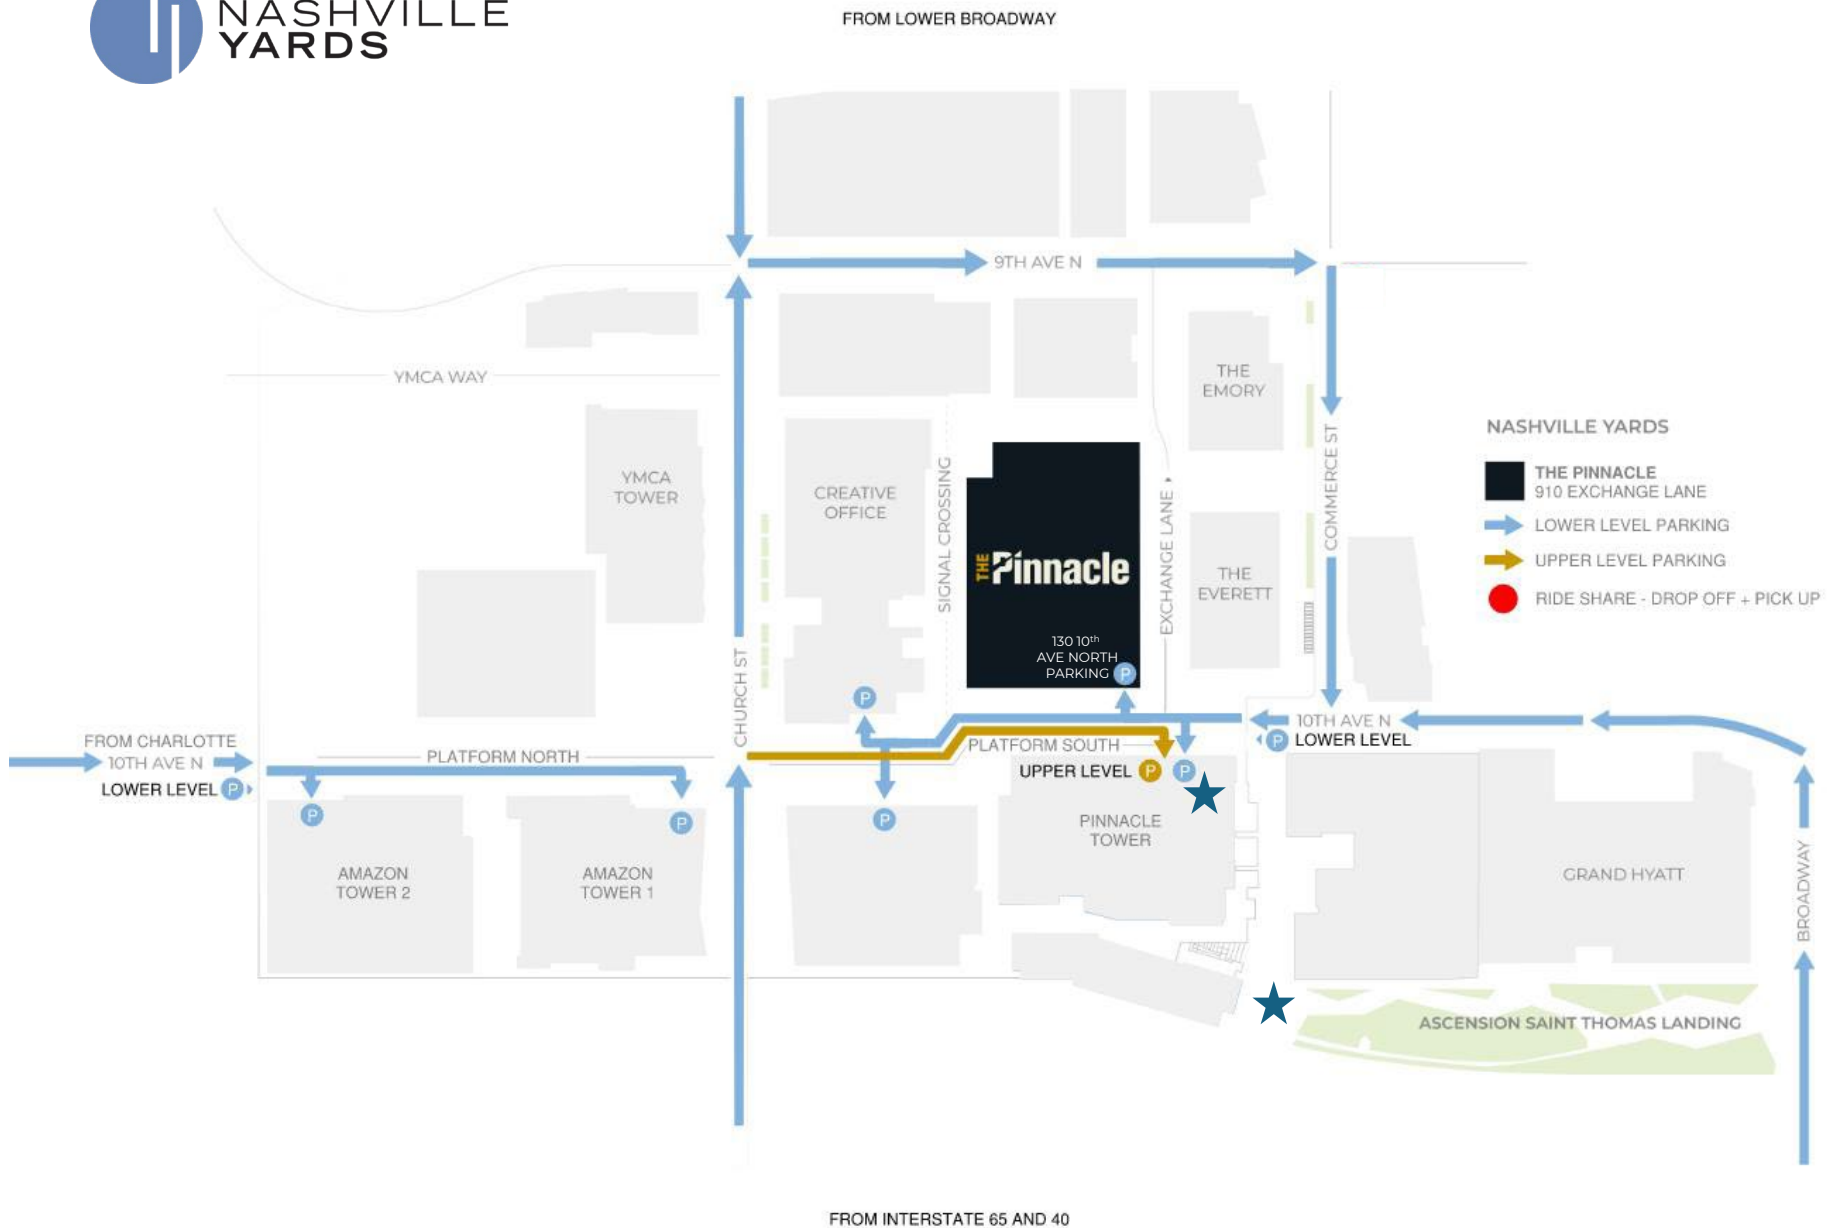 NASHVILLE
YARDS
FROM LOWER BROADWAY
9TH AVE N
YMCA WAY
THE
EMORY
NASHVILLE YARDS
THE PINNACLE
910 EXCHANGE LANE
LOWER LEVEL PARKING
UPPER LEVEL PARKING
RIDE SHARE - DROP OFF + PICK UP
YMCA
TOWER
CREATIVE
OFFICE
SIGNAL CROSSING
THE Pinnacle
EXCHANGE LANE
COMMERCE ST
THE
EVERETT
130 10th
AVE NORTH
PARKING P
P
CHURCH ST
FROM CHARLOTTE
10TH AVE N
LOWER LEVEL P
PLATFORM NORTH
PLATFORM SOUTH
UPPER LEVEL P P
10TH AVE N
P LOWER LEVEL
P
P
P
PINNACLE
TOWER
AMAZON
TOWER 2
AMAZON
TOWER 1
GRAND HYATT
BROADWAY
ASCENSION SAINT THOMAS LANDING
FROM INTERSTATE 65 AND 40